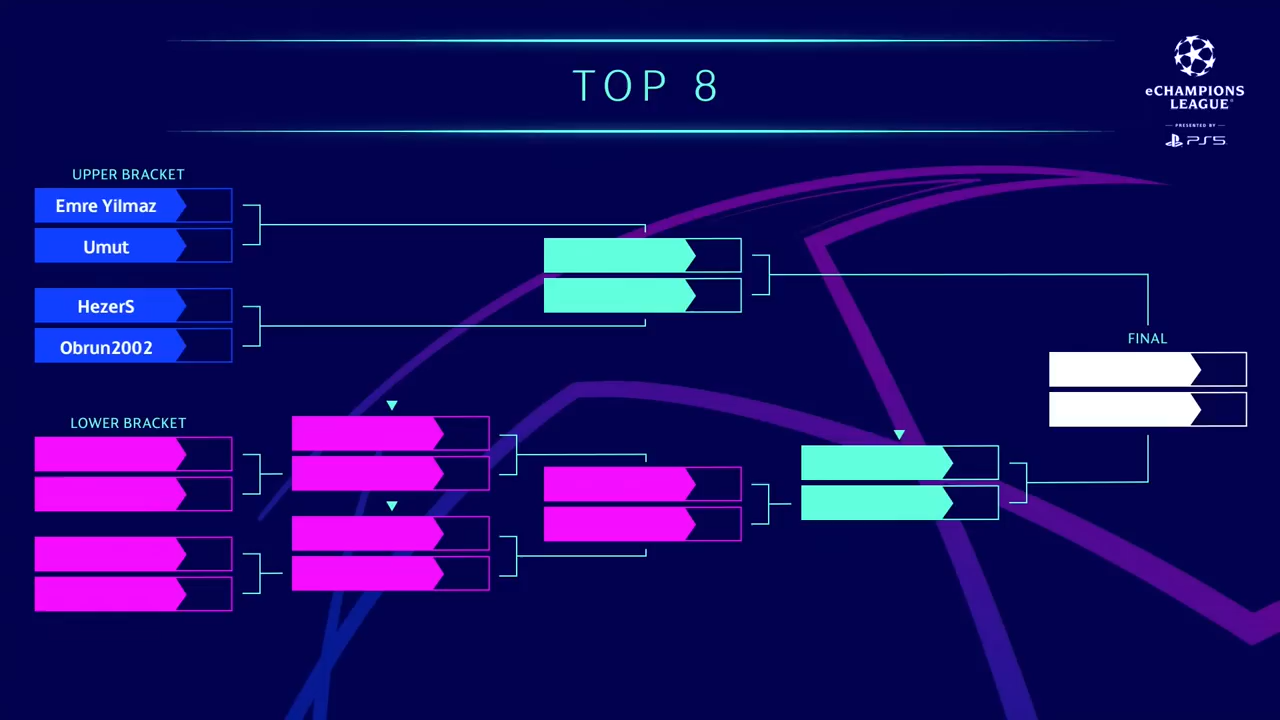 TOP 8
eCHAMPIONS
LEAGUE
PRESENTED BY
PS5
UPPER BRACKET
Emre Yilmaz
Umut
HezerS
Obrun2002
FINAL
LOWER BRACKET